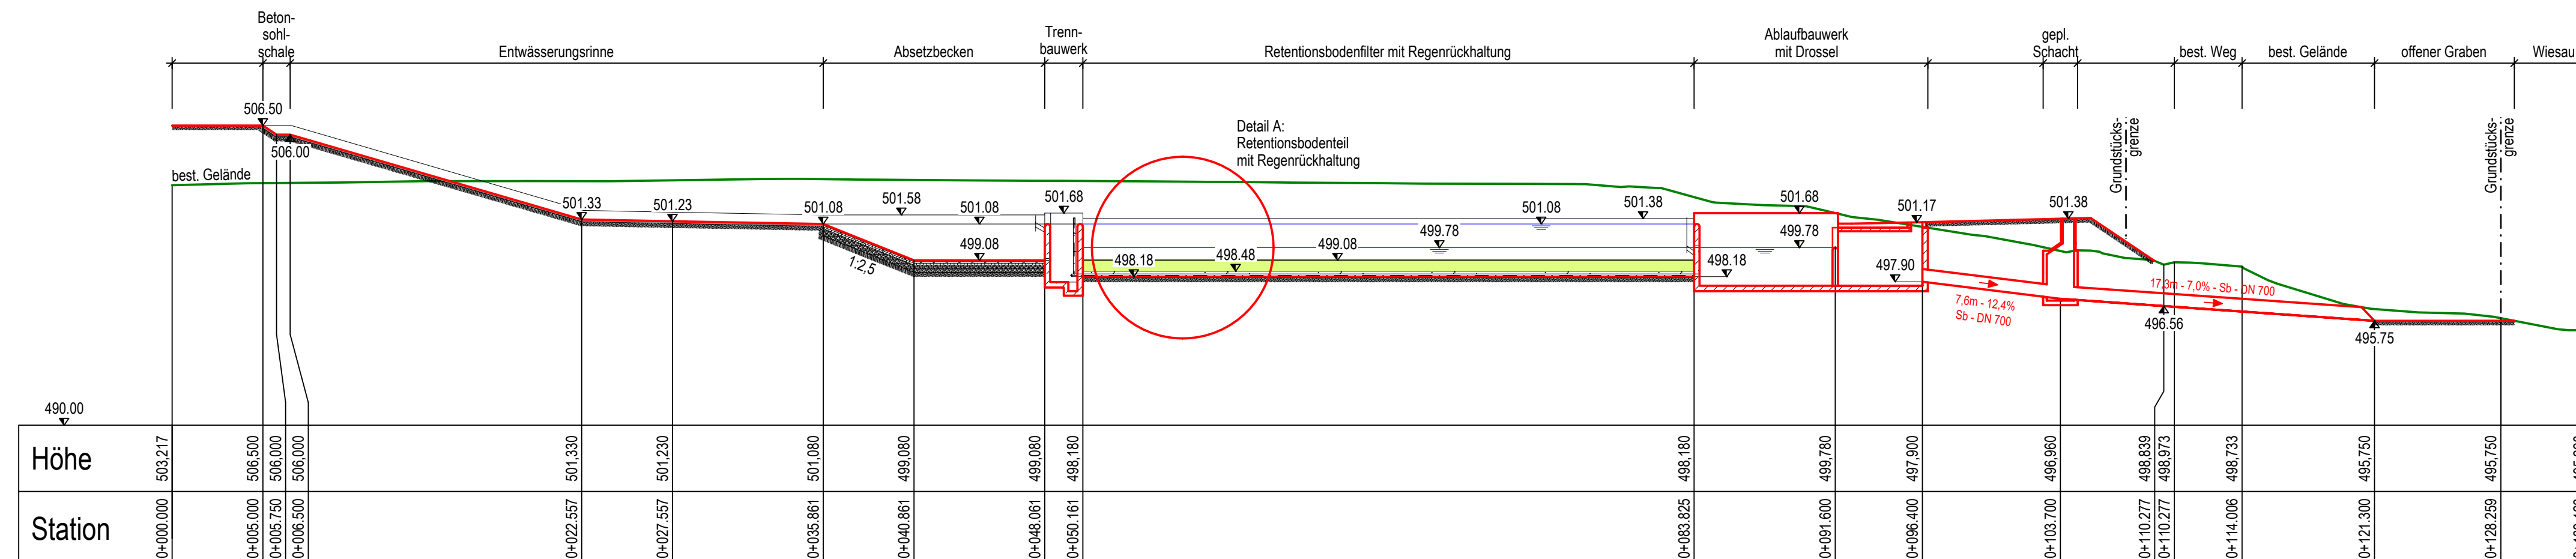 Beton-
sohl-
schale
Entwässerungsrinne
Absetzbecken
Trenn-
bauwerk
Retentionsbodenfilter mit Regenrückhaltung
Ablaufbauwerk
mit Drossel
gepl.
Schacht
best. Weg
best. Gelände
offener Graben
Wiesau
506.50
506.00
best. Gelände
501.33
501.23
501.08
501.58
501.08
499.08
1:2,5
501.68
Detail A:
Retentionsbodenteil
mit Regenrückhaltung
498.18
498.48
499.08
499.78
501.08
501.38
501.68
499.78
498.18
501.17
497.90
501.38
Grundstücks-
grenze
Grundstücks-
grenze
7,6m - 12,4%
Sb - DN 700
17,3m - 7,0% - Sb - DN 700
496.56
495.75
490.00
Höhe
503,217
506,500
506,000
506,000
501,330
501,230
501,080
499,080
499,080
498,180
498,180
499,780
497,900
496,960
498,839
498,973
498,733
495,750
495,750
Station
0+000.000
0+005.000
0+005.750
0+006.500
0+022.557
0+027.557
0+035.861
0+040.861
0+048.061
0+050.161
0+083.825
0+091.600
0+096.400
0+103.700
0+110.277
0+110.277
0+114.006
0+121.300
0+128.259